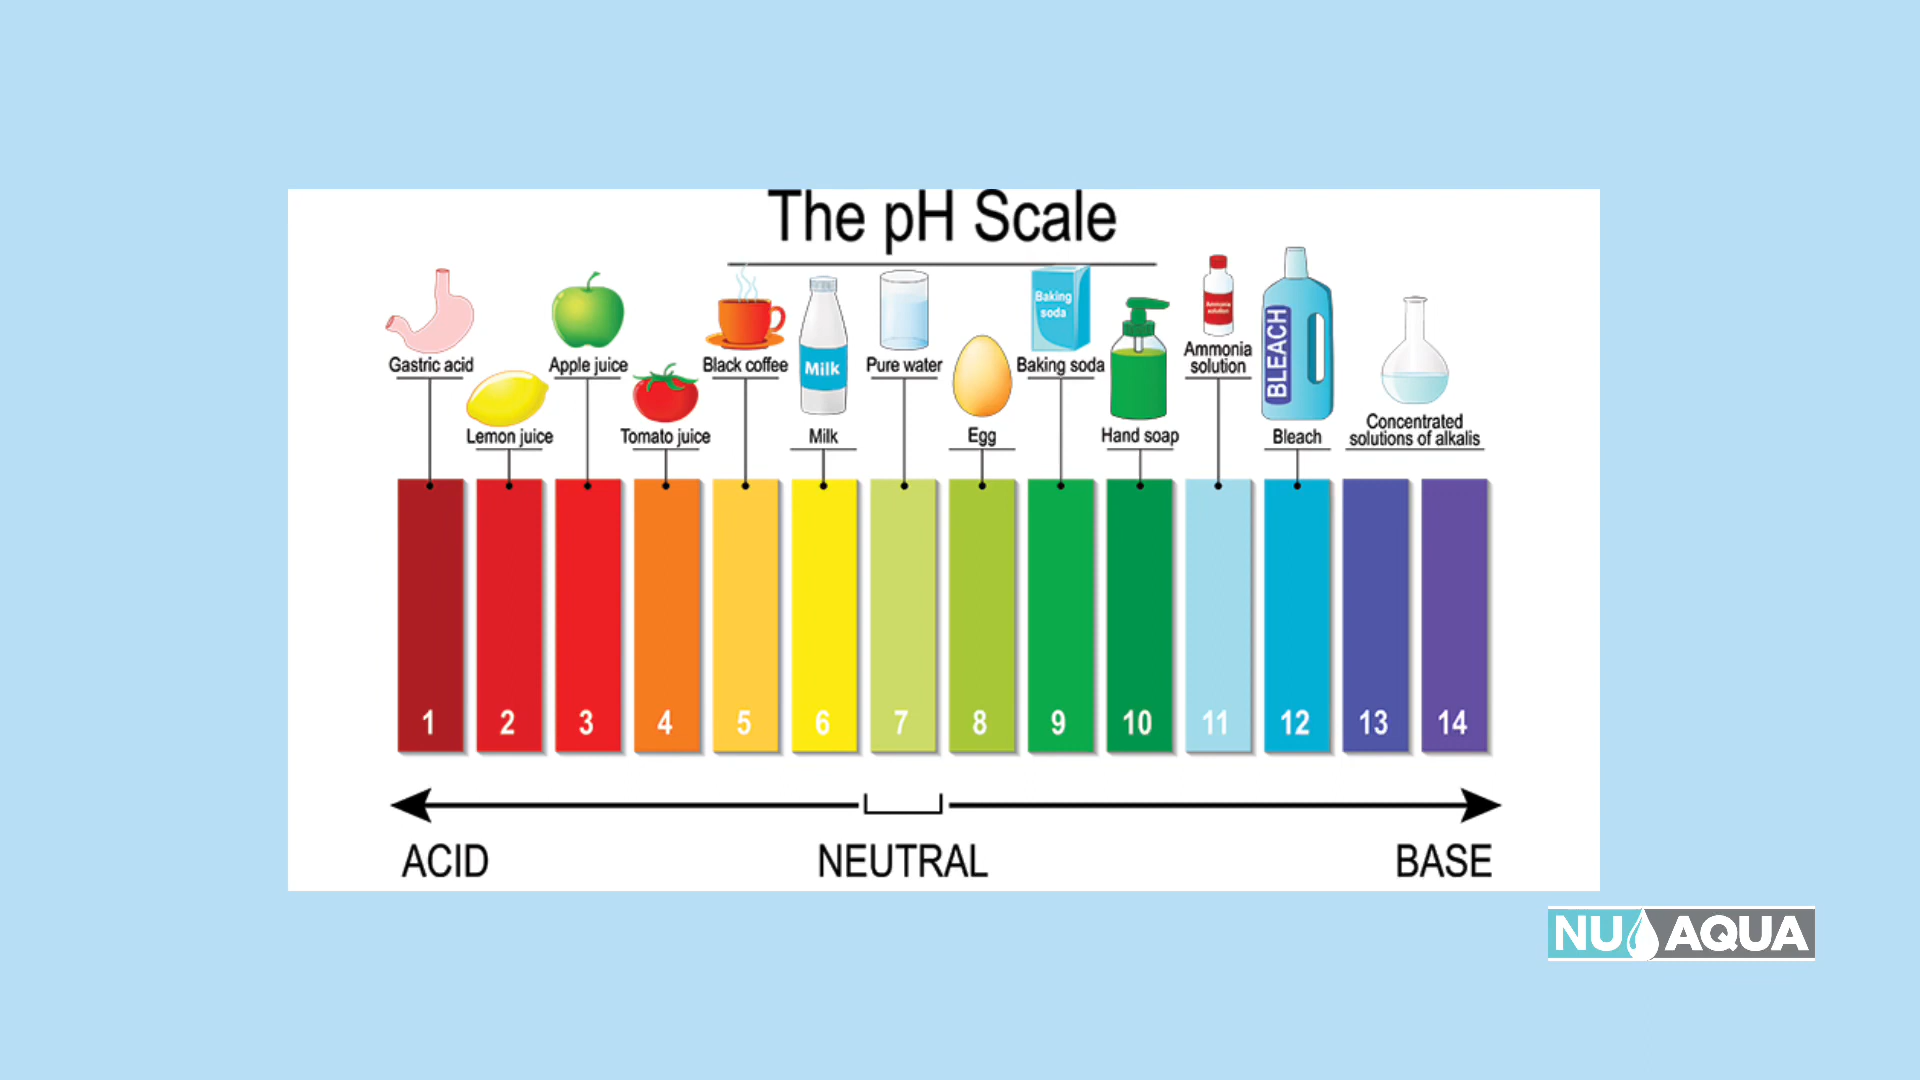 The pH Scale
Gastric acid
Lemon juice
Apple juice
Tomato juice
Black coffee
Milk
Milk
Pure water
Egg
Baking
soda
Baking soda
Hand soap
Ammonia
solution
Ammonia
solution
BLEACH
Bleach
Concentrated
solutions of alkalis
1 2 3 4 5 6 7 8 9 10 11 12 13 14
ACID NEUTRAL BASE
NU AQUA